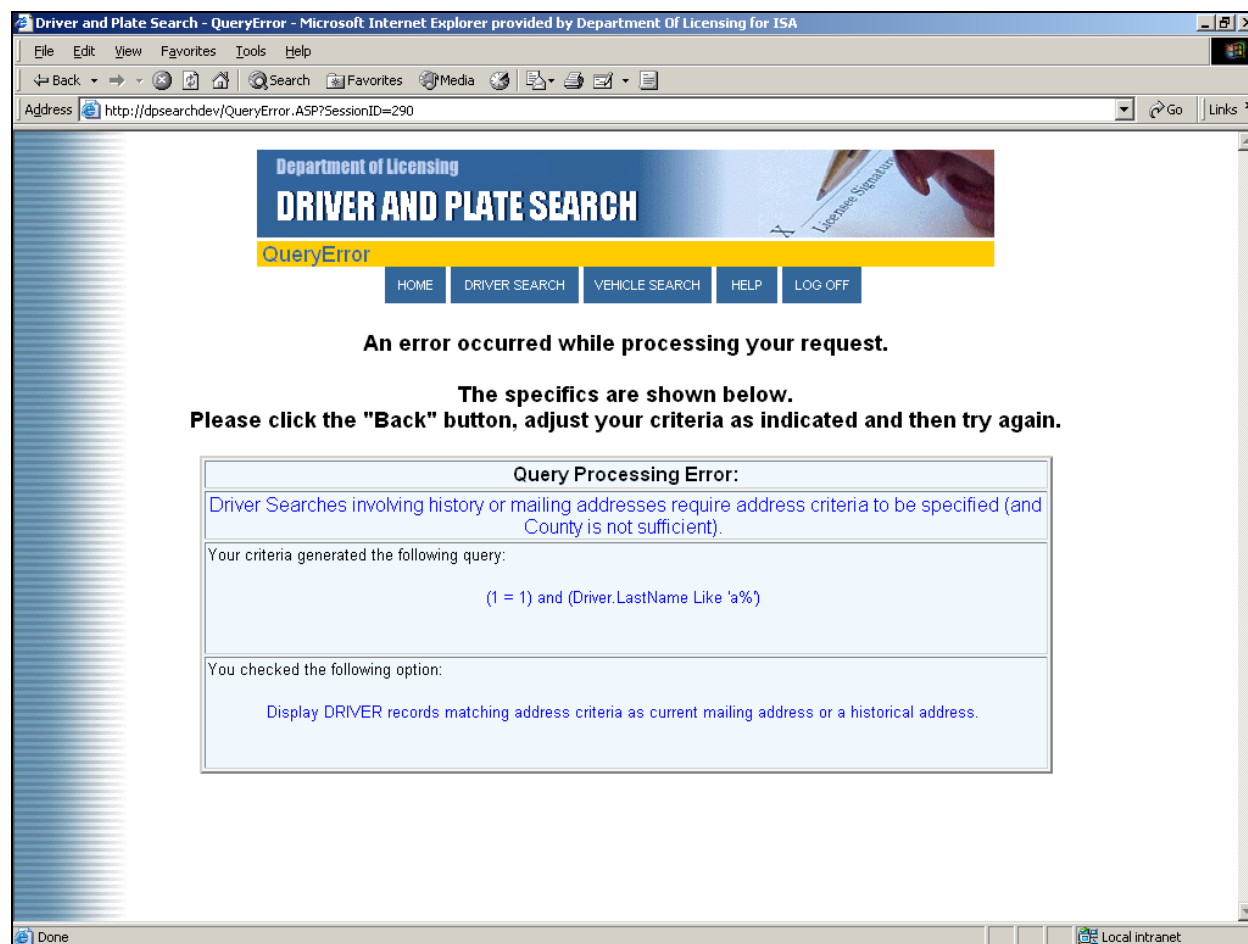 Driver and Plate Search - QueryError - Microsoft Internet Explorer provided by Department Of Licensing for ISA
File Edit View Favorites Tools Help
Back Search Favorites Media
Address http://dpsearchdev/QueryError.ASP?SessionID=290 Go Links
Department of Licensing
DRIVER AND PLATE SEARCH
X Licensee Signature
QueryError
HOME DRIVER SEARCH VEHICLE SEARCH HELP LOG OFF
An error occurred while processing your request.
The specifics are shown below.
Please click the "Back" button, adjust your criteria as indicated and then try again.
Query Processing Error:
Driver Searches involving history or mailing addresses require address criteria to be specified (and
County is not sufficient).
Your criteria generated the following query:
(1 = 1) and (Driver.LastName Like 'a%')
You checked the following option:
Display DRIVER records matching address criteria as current mailing address or a historical address.
Done Local intranet